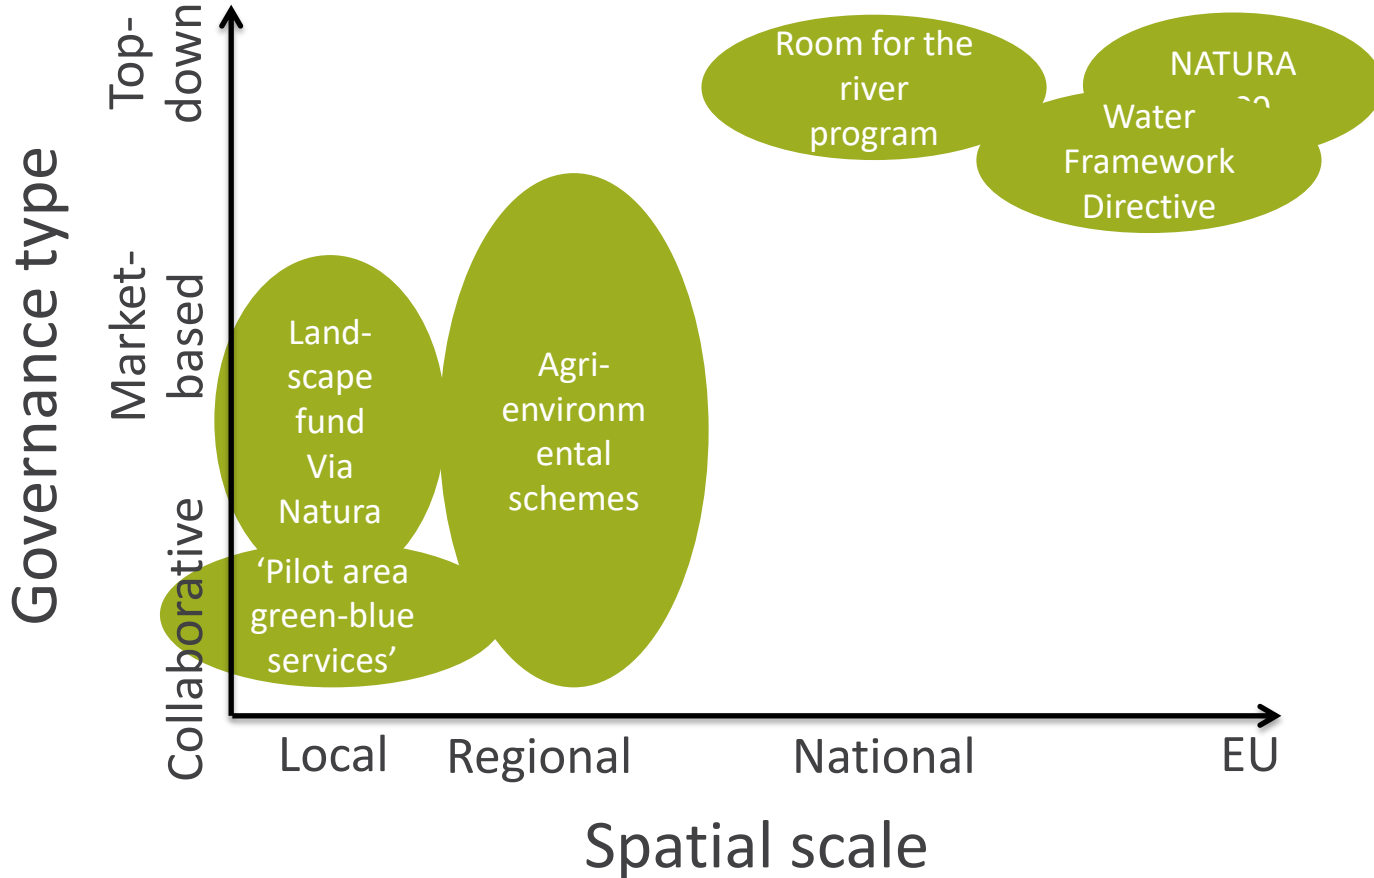 Governance type
Top-
down
Market-
based
Collaborative
Room for the
river
program
NATURA
Water
Framework
Directive
Land-
scape
fund
Via
Natura
Agri-
environm
ental
schemes
‘Pilot area
green-blue
services’
Local
Regional
National
EU
Spatial scale